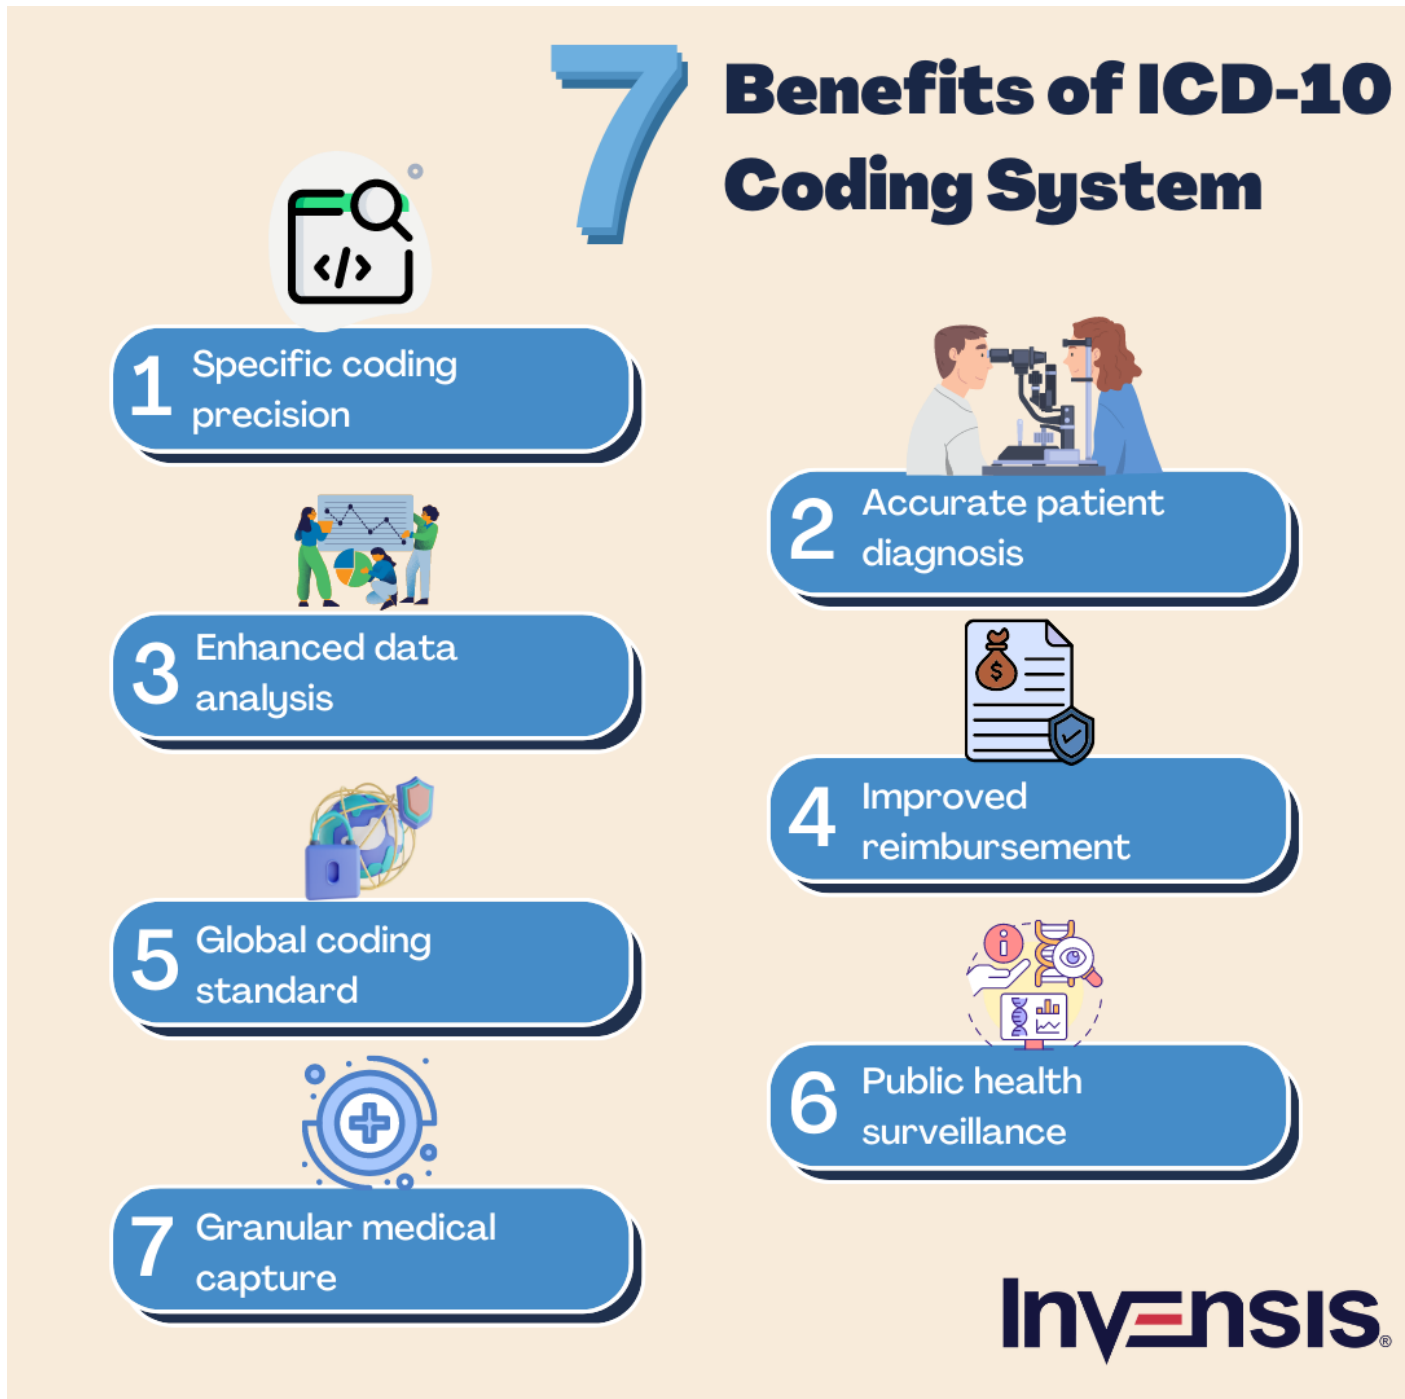 7 Benefits of ICD-10
Coding System
1 Specific coding
precision
2 Accurate patient
diagnosis
3 Enhanced data
analysis
4 Improved
reimbursement
5 Global coding
standard
6 Public health
surveillance
7 Granular medical
capture
Invensis®